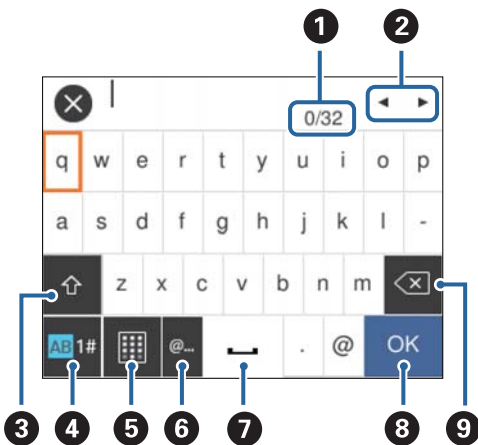 1 2
0/32 ◄ ►
q w e r t y u i o p
a s d f g h j k l -
z x c v b n m
AB 1# @... . @ OK
3 4 5 6 7 8 9